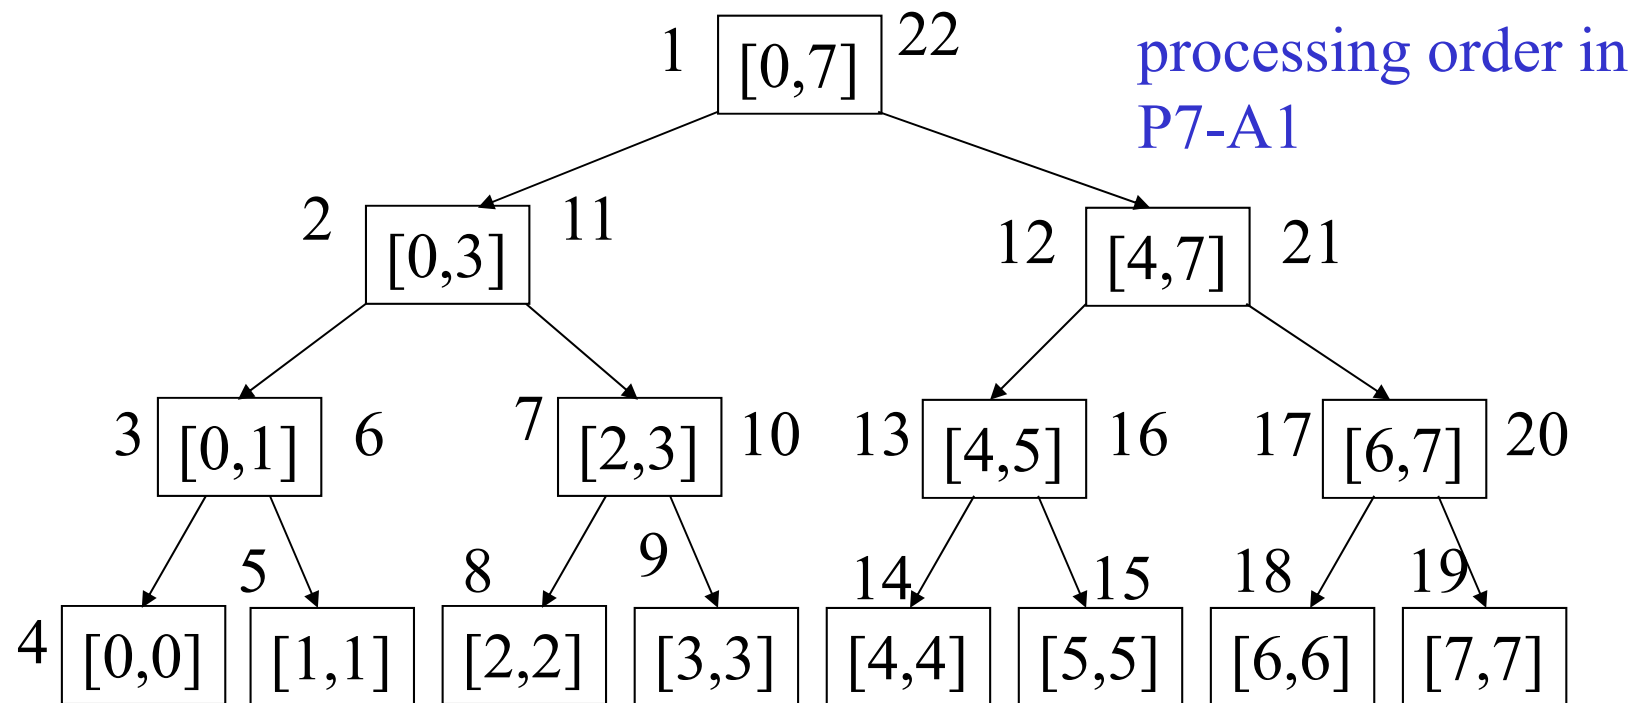 1 [0,7] 22 processing order in
P7-A1
2 [0,3] 11 12 [4,7] 21
3 [0,1] 6 7 [2,3] 10 13 [4,5] 16 17 [6,7] 20
5 8 9 14 15 18 19
4 [0,0] [1,1] [2,2] [3,3] [4,4] [5,5] [6,6] [7,7]